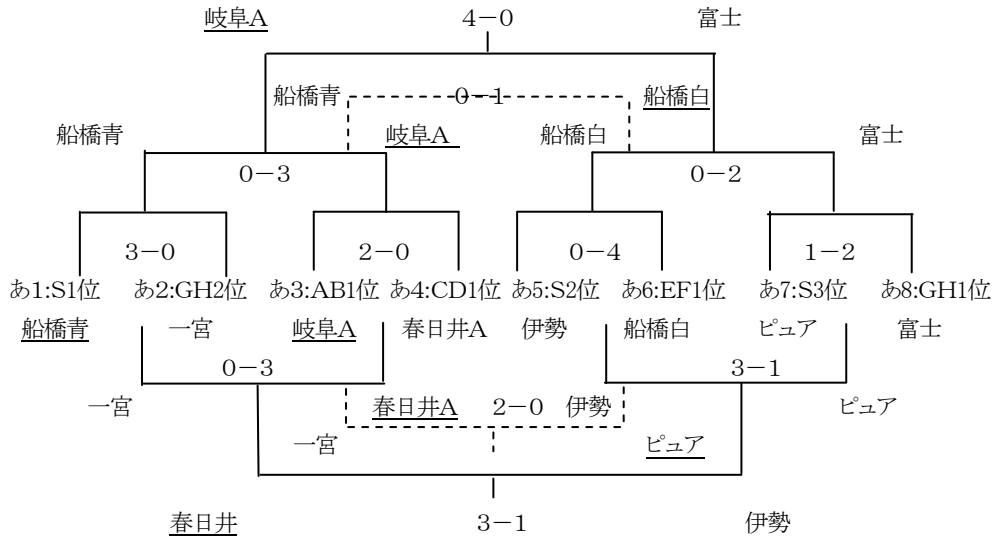 岐阜A 4－0 富士
船橋青 0－1 船橋白
船橋青 岐阜A 船橋白 富士
0－3 0－2
3－0 2－0 0－4 1－2
あ1:S1位 あ2:GH2位 あ3:AB1位 あ4:CD1位 あ5:S2位 あ6:EF1位 あ7:S3位 あ8:GH1位
船橋青 一宮 岐阜A 春日井A 伊勢 船橋白 ピュア 富士
0－3 3－1
一宮 春日井A 2－0 伊勢 ピュア
一宮 ピュア
春日井 3－1 伊勢